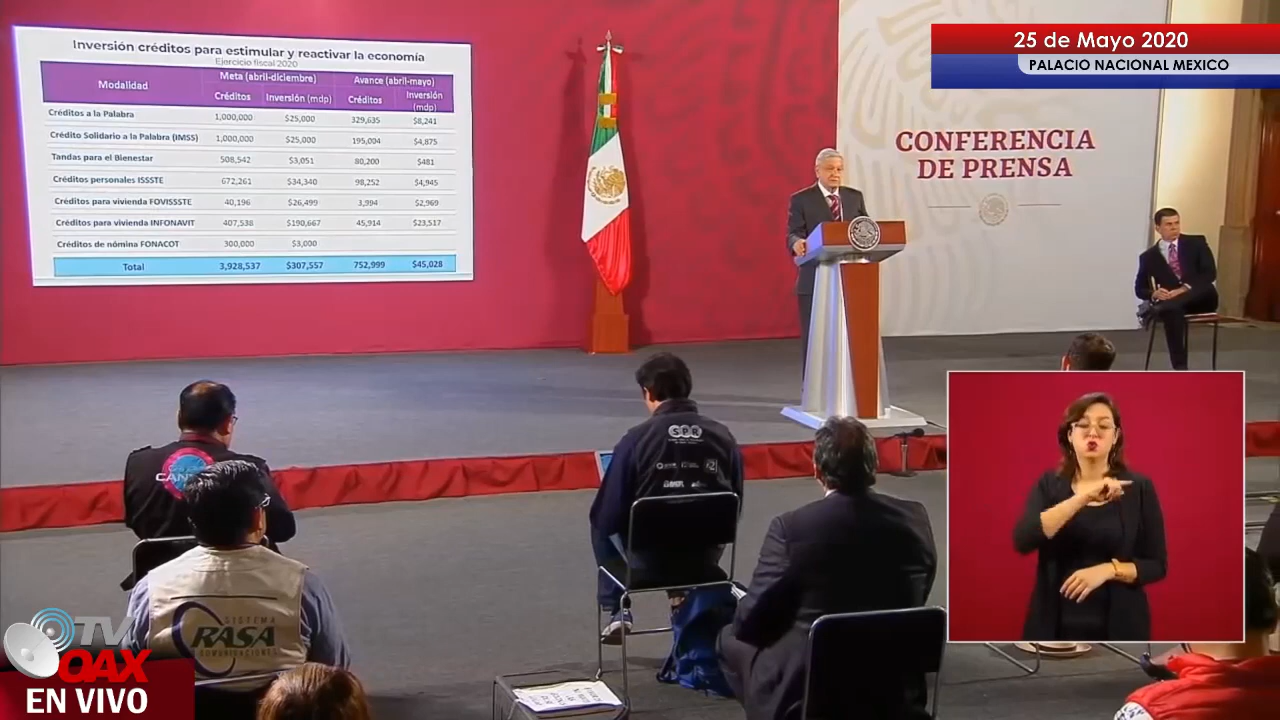 Inversión créditos para estimular y reactivar la economía
Ejercicio fiscal 2020
Modalidad Meta (abril-diciembre) Avance (abril-mayo)
Créditos Inversión (mdp) Créditos Inversión (mdp)
Créditos a la Palabra 1,000,000 $25,000 329,635 $8,241
Crédito Solidario a la Palabra (IMSS) 1,000,000 $25,000 195,004 $4,875
Tandas para el Bienestar 508,542 $3,051 80,200 $481
Créditos personales ISSSTE 672,261 $34,340 98,252 $4,945
Créditos para vivienda FOVISSSTE 40,196 $26,499 3,994 $2,969
Créditos para vivienda INFONAVIT 407,538 $190,667 45,914 $23,517
Créditos de nómina FONACOT 300,000 $3,000
Total 3,928,537 $307,557 752,999 $45,028
25 de Mayo 2020
PALACIO NACIONAL MEXICO
CONFERENCIA
DE PRENSA
SPR
SISTEMA
RASA
COMUNICACIONES
TV
OAX
EN VIVO